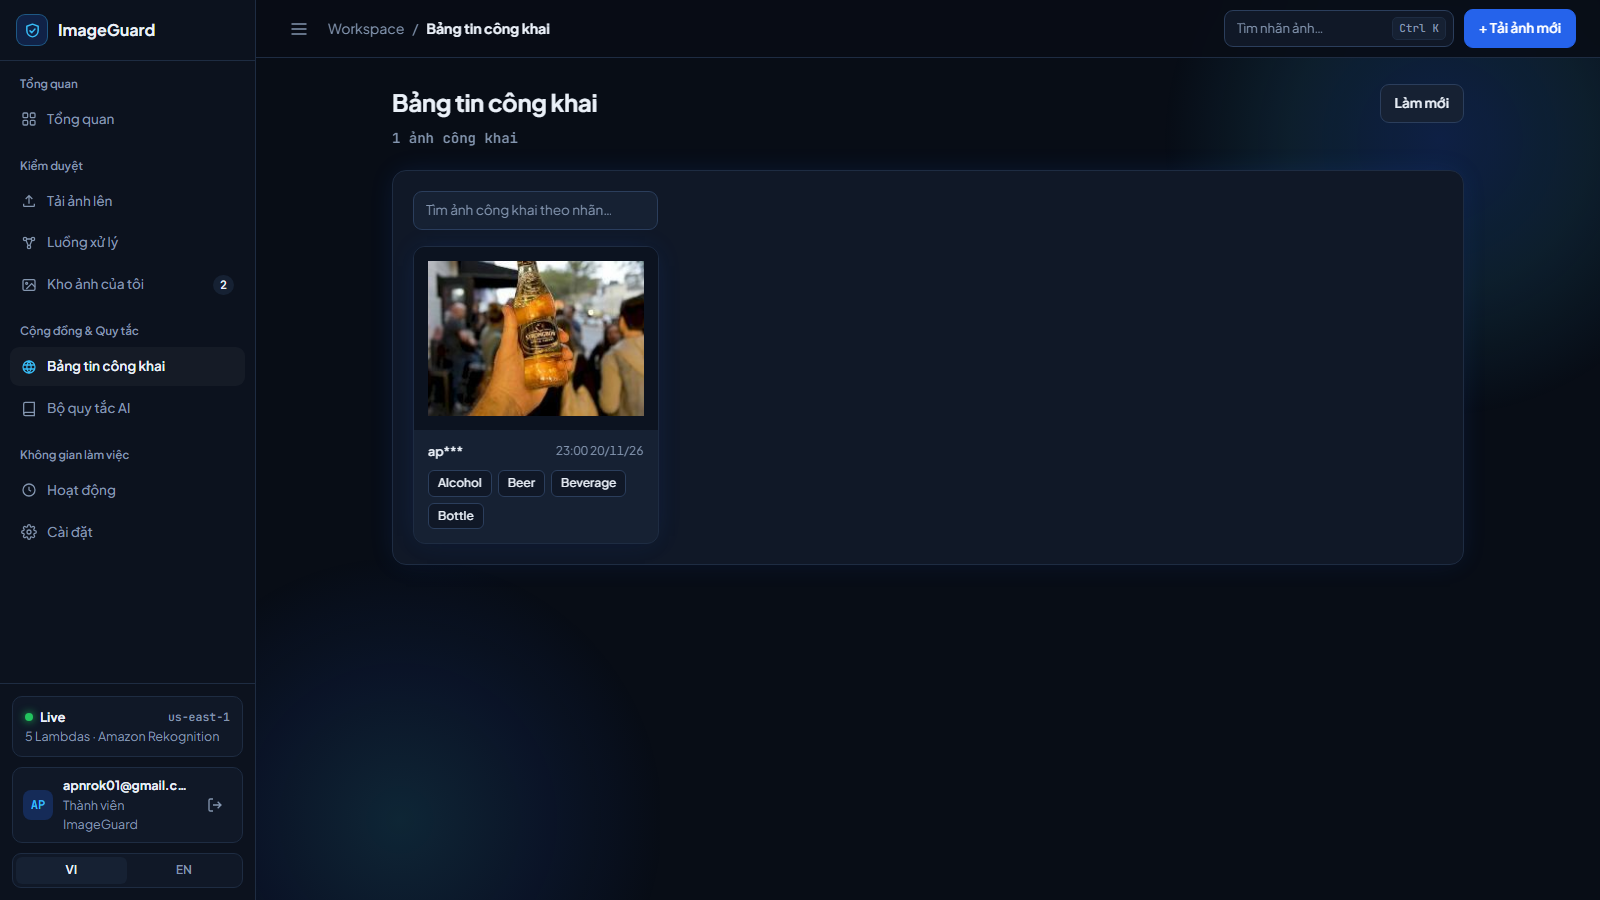 ImageGuard
Tổng quan
Tổng quan
Kiểm duyệt
Tải ảnh lên
Luồng xử lý
Kho ảnh của tôi 2
Cộng đồng & Quy tắc
Bảng tin công khai
Bộ quy tắc AI
Không gian làm việc
Hoạt động
Cài đặt
Live us-east-1
5 Lambdas · Amazon Rekognition
AP
apnrok01@gmail.c...
Thành viên
ImageGuard
VI EN
Workspace / Bảng tin công khai
Tìm nhãn ảnh... Ctrl K
+ Tải ảnh mới
Bảng tin công khai
1 ảnh công khai
Làm mới
Tìm ảnh công khai theo nhãn...
STRONGBOW
ap*** 23:00 20/11/26
Alcohol Beer Beverage
Bottle